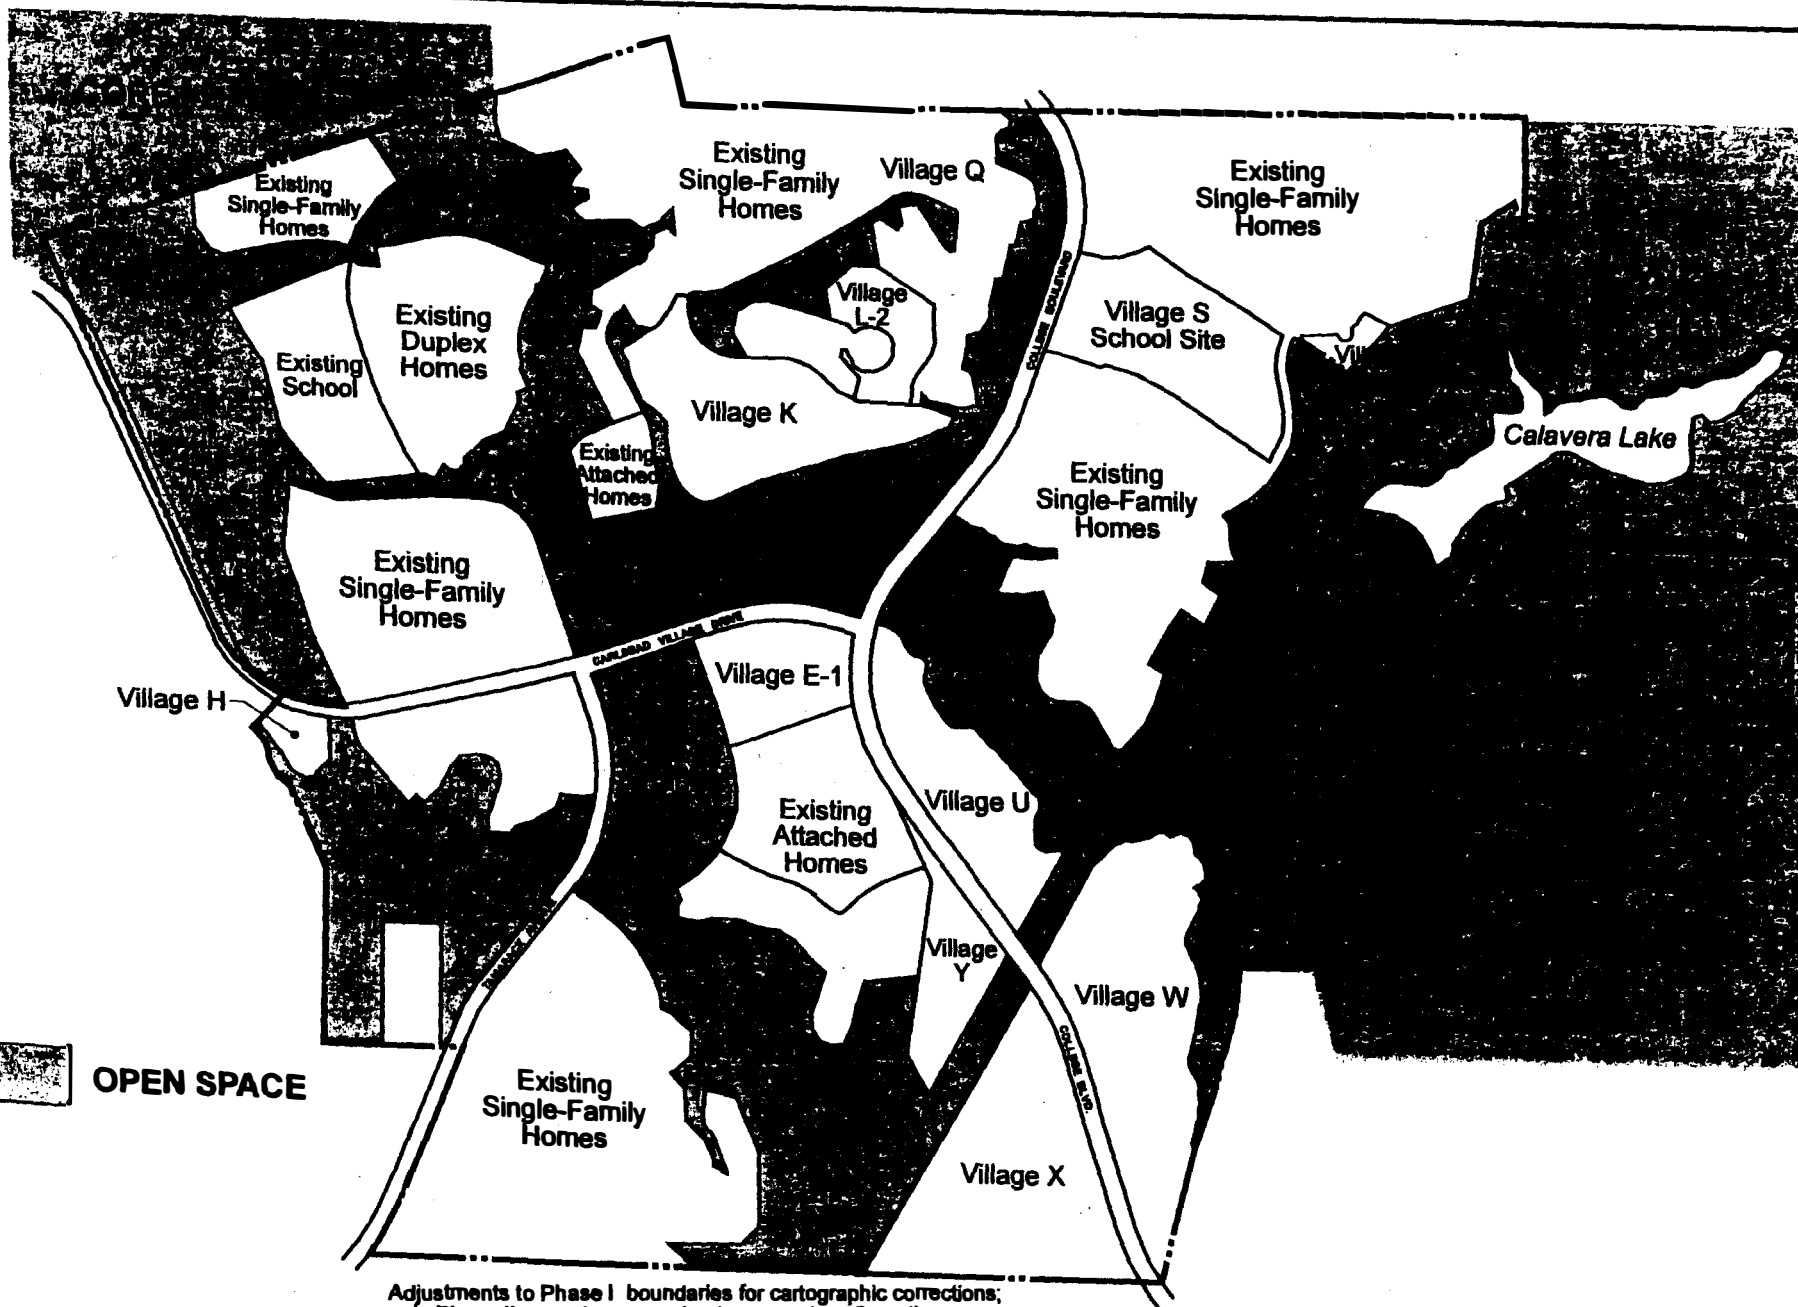 Existing
Single-Family
Homes
Existing
Single-Family
Homes
Village Q
Existing
Single-Family
Homes
Existing
School
Existing
Duplex
Homes
Village
L-2
COLLEGE BOULEVARD
Village S
School Site
Village K
Calavera Lake
Existing
Attached
Homes
Existing
Single-Family
Homes
Existing
Single-Family
Homes
CARLSBAD VILLAGE DRIVE
Village E-1
Village H
Village U
Existing
Attached
Homes
Village
Y
Village W
COLLEGE BLVD.
OPEN SPACE
Existing
Single-Family
Homes
Village X
Adjustments to Phase I boundaries for cartographic corrections;